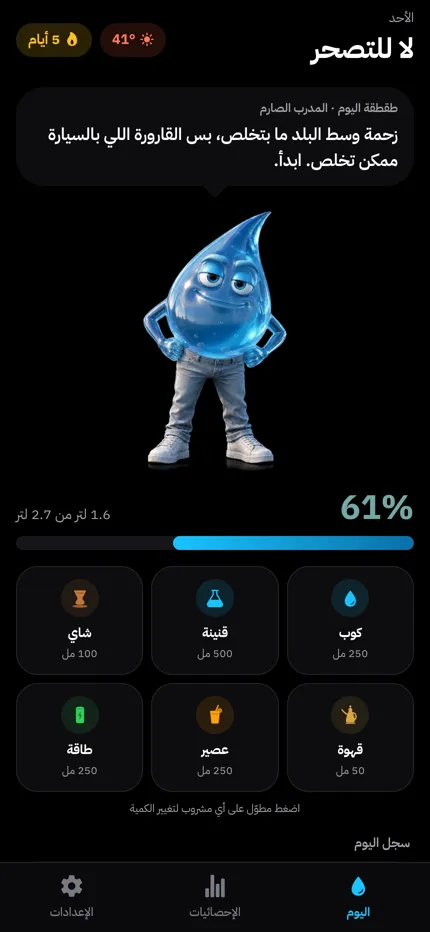 الأحد
لا للتصحر
41°
5 أيام
طقطقة اليوم · المدرب الصارم
زحمة وسط البلد ما بتخلص، بس القارورة اللي بالسيارة
ممكن تخلص. ابدأ.
61%
1.6 لتر من 2.7 لتر
كوب
250 مل
قنينة
500 مل
شاي
100 مل
قهوة
50 مل
عصير
250 مل
طاقة
250 مل
اضغط مطوّل على أي مشروب لتغيير الكمية
سجل اليوم
اليوم
الإحصائيات
الإعدادات